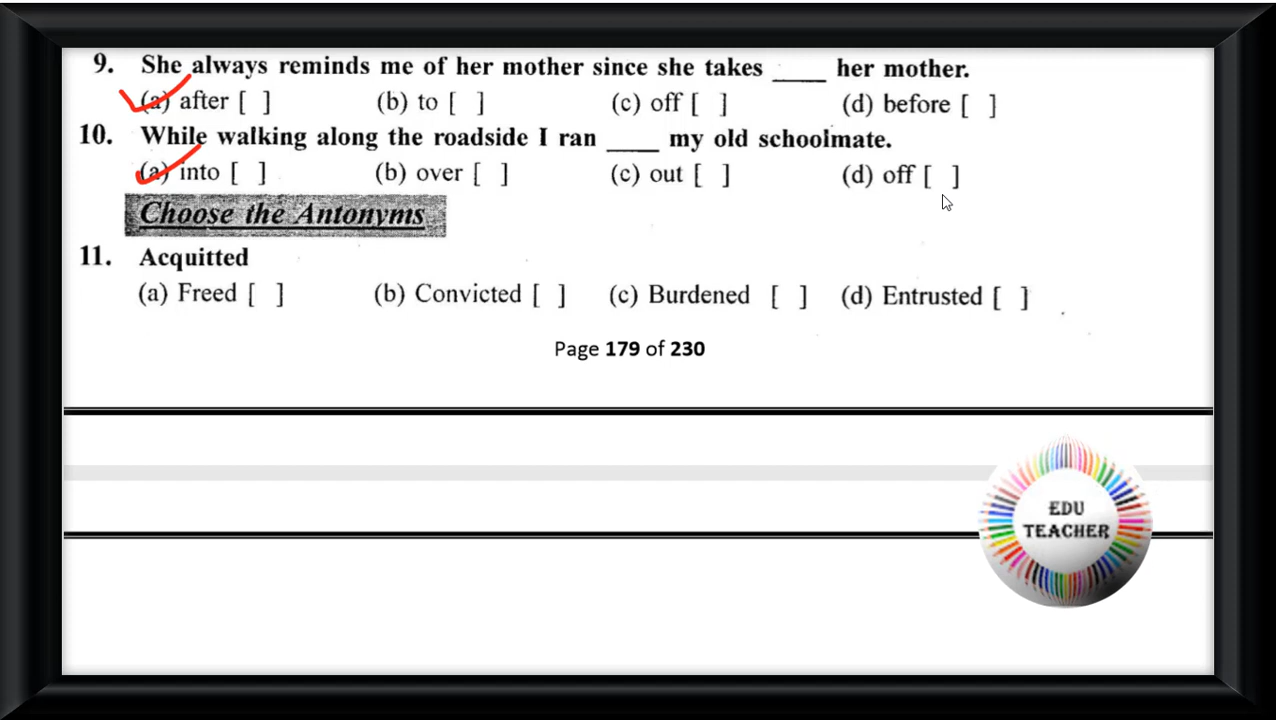 9. She always reminds me of her mother since she takes ____ her mother.
(a) after [ ] (b) to [ ] (c) off [ ] (d) before [ ]
10. While walking along the roadside I ran ____ my old schoolmate.
(a) into [ ] (b) over [ ] (c) out [ ] (d) off [ ]
Choose the Antonyms
11. Acquitted
(a) Freed [ ] (b) Convicted [ ] (c) Burdened [ ] (d) Entrusted [ ]
Page 179 of 230
EDU
TEACHER